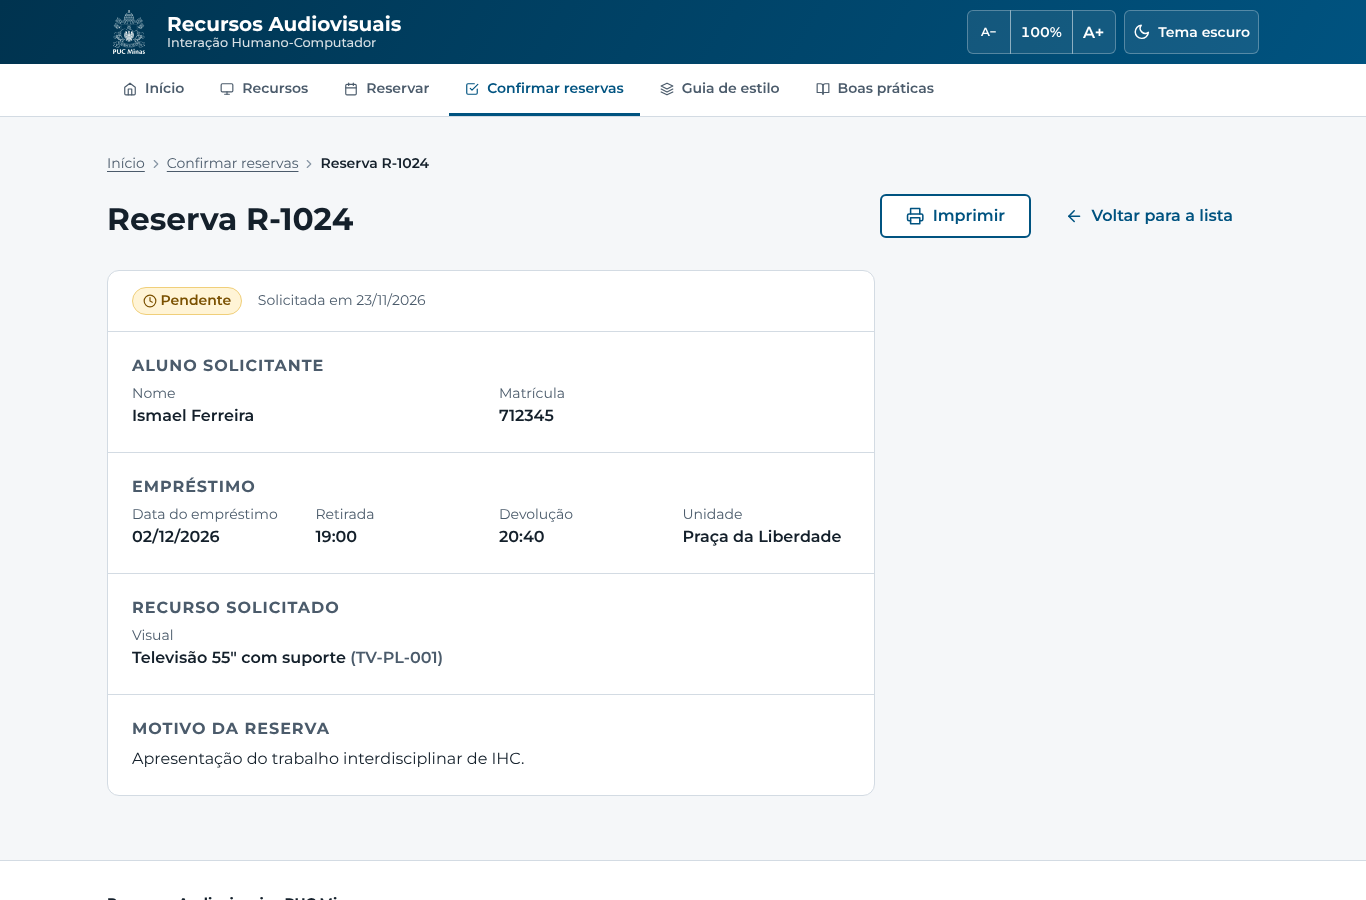 PUC Minas
Recursos Audiovisuais
Interação Humano-Computador
A− 100% A+ Tema escuro
Início Recursos Reservar Confirmar reservas Guia de estilo Boas práticas
Início > Confirmar reservas > Reserva R-1024
Reserva R-1024
Imprimir
Voltar para a lista
Pendente Solicitada em 23/11/2026
ALUNO SOLICITANTE
Nome Matrícula
Ismael Ferreira 712345
EMPRÉSTIMO
Data do empréstimo Retirada Devolução Unidade
02/12/2026 19:00 20:40 Praça da Liberdade
RECURSO SOLICITADO
Visual
Televisão 55" com suporte (TV-PL-001)
MOTIVO DA RESERVA
Apresentação do trabalho interdisciplinar de IHC.